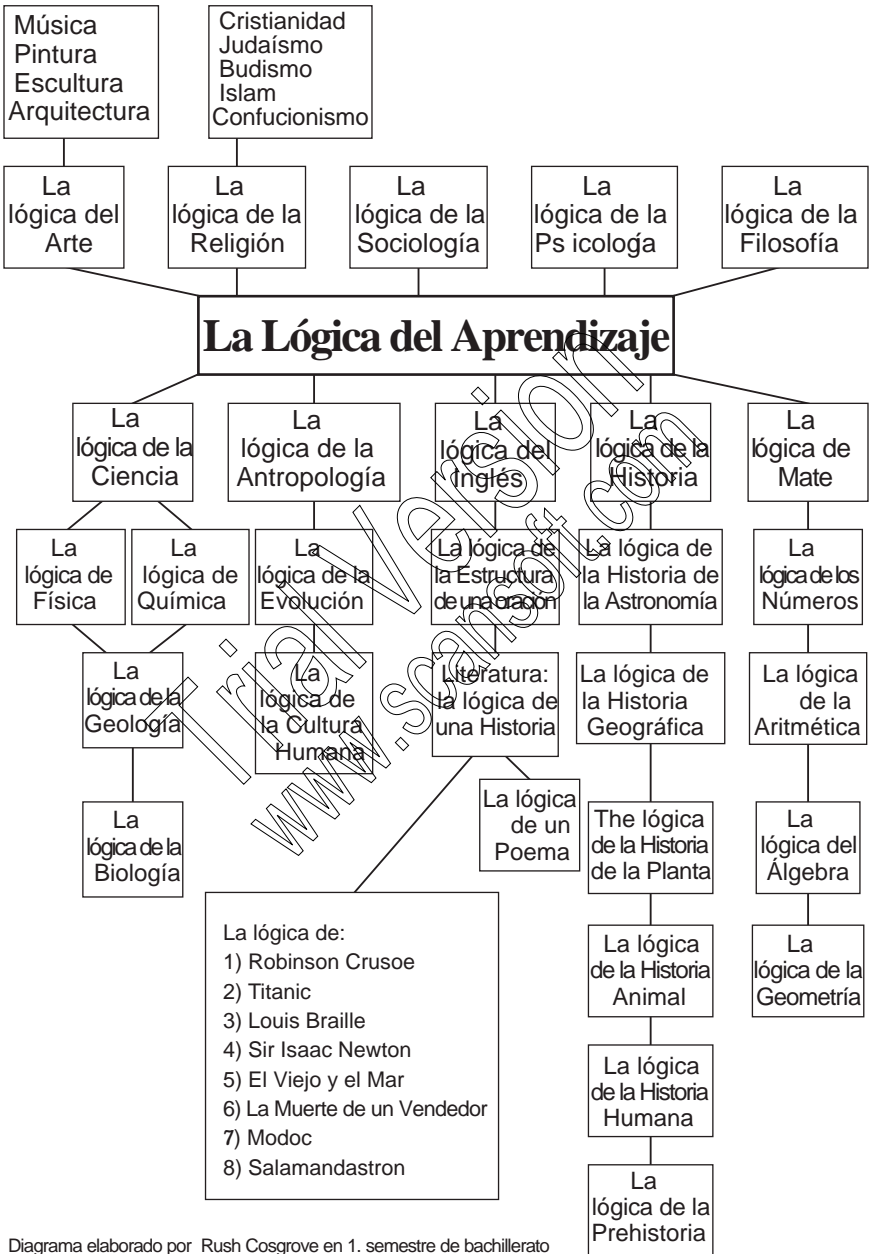 Música
Pintura
Escultura
Arquitectura
Cristianidad
Judaísmo
Budismo
Islam
Confucionismo
La
lógica del
Arte
La
lógica de la
Religión
La
lógica de la
Sociología
La
lógica de la
Ps icología
La
lógica de la
Filosofía
La Lógica del Aprendizaje
La
lógica de la
Ciencia
La
lógica de la
Antropología
La
lógica del
Inglés
La
lógica de la
Historia
La
lógica de
Mate
La
lógica de
Física
La
lógica de
Química
La
lógica de la
Evolución
La lógica de
la Estructura
de una oración
La lógica de
la Historia de
la Astronomía
La
lógica de los
Números
La
lógica de la
Geología
La
lógica de
la Cultura
Humana
Literatura:
la lógica de
una Historia
La lógica de
la Historia
Geográfica
La lógica
de la
Aritmética
La
lógica de la
Biología
La lógica
de un
Poema
The lógica
de la Historia
de la Planta
La
lógica del
Álgebra
La lógica de:
1) Robinson Crusoe
2) Titanic
3) Louis Braille
4) Sir Isaac Newton
5) El Viejo y el Mar
6) La Muerte de un Vendedor
7) Modoc
8) Salamandastron
La lógica
de la Historia
Animal
La
lógica de la
Geometría
La lógica
de la Historia
Humana
La
lógica de la
Prehistoria
Diagrama elaborado por Rush Cosgrove en 1. semestre de bachillerato
Trial Version
www.scansoft.com